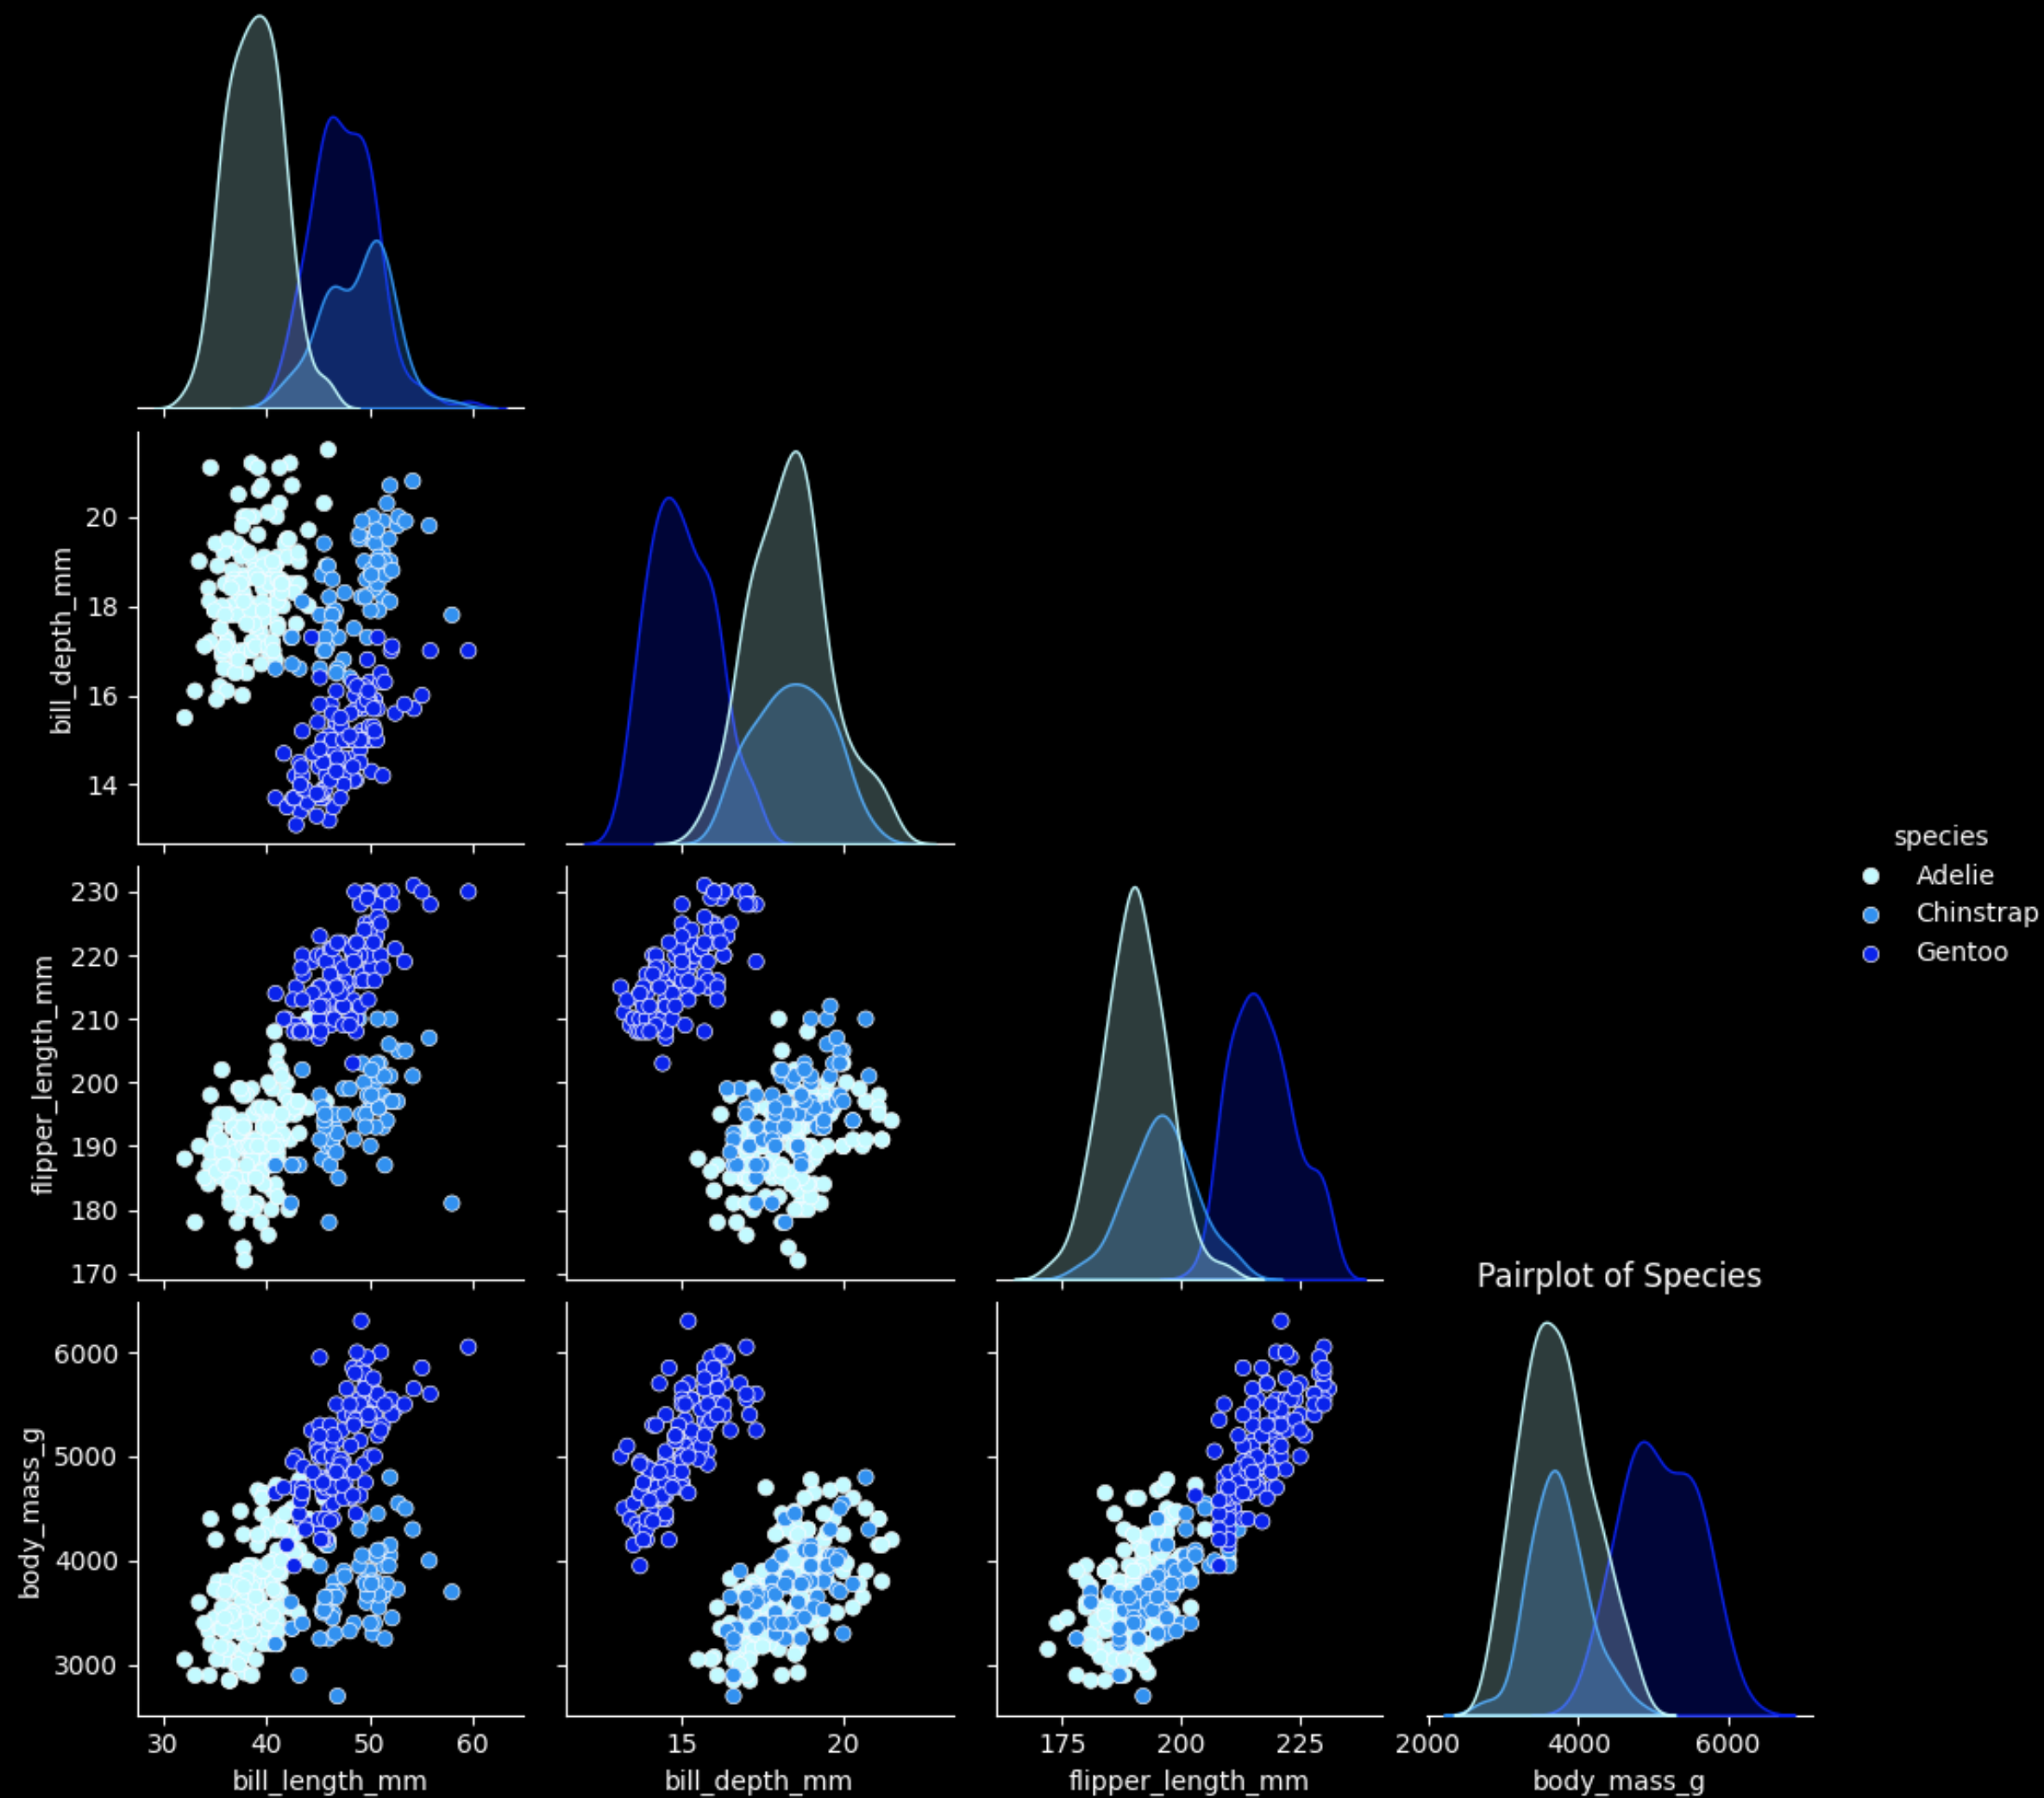 bill_depth_mm
20
18
16
14
species
Adelie
Chinstrap
Gentoo
flipper_length_mm
230
220
210
200
190
180
170
Pairplot of Species
body_mass_g
6000
5000
4000
3000
30 40 50 60
bill_length_mm
15 20
bill_depth_mm
175 200 225
flipper_length_mm
2000 4000 6000
body_mass_g